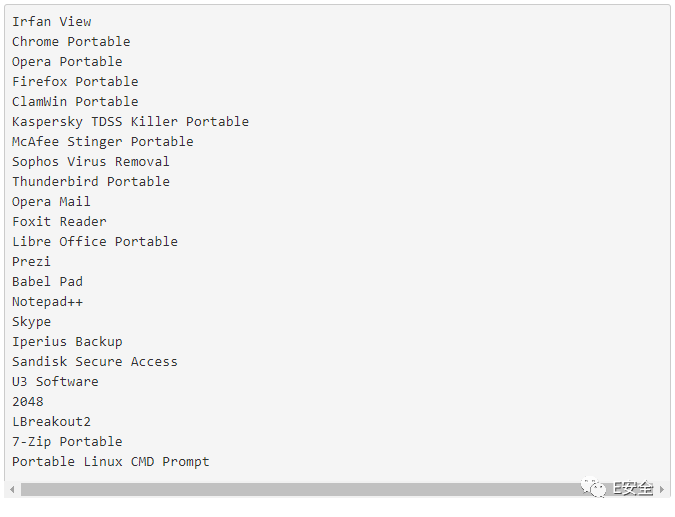 Irfan View
Chrome Portable
Opera Portable
Firefox Portable
ClamWin Portable
Kaspersky TDSS Killer Portable
McAfee Stinger Portable
Sophos Virus Removal
Thunderbird Portable
Opera Mail
Foxit Reader
Libre Office Portable
Prezi
Babel Pad
Notepad++
Skype
Iperius Backup
Sandisk Secure Access
U3 Software
2048
LBreakout2
7-Zip Portable
Portable Linux CMD Prompt
E安全